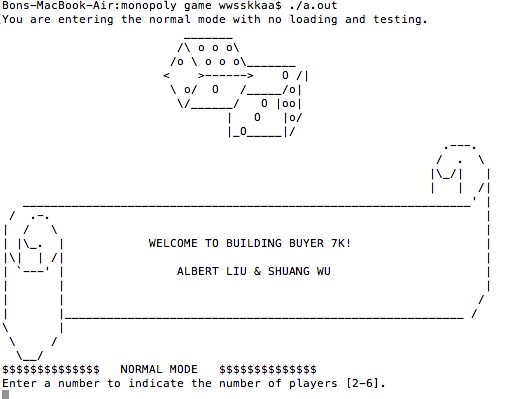 Bons-MacBook-Air:monopoly game wwsskkaa$ ./a.out
You are entering the normal mode with no loading and testing.
WELCOME TO BUILDING BUYER 7K!
ALBERT LIU & SHUANG WU
$$$$$$$$$$$$$$ NORMAL MODE $$$$$$$$$$$$$$
Enter a number to indicate the number of players [2-6].